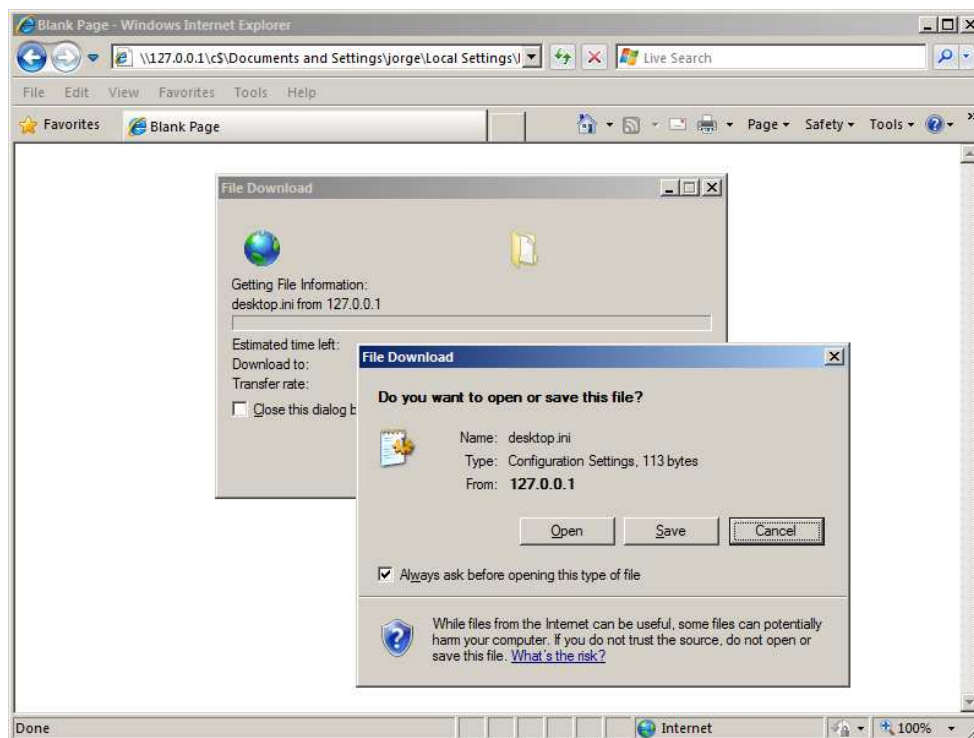 Blank Page - Windows Internet Explorer
\\127.0.0.1\c$\Documents and Settings\jorge\Local Settings\
Live Search
File Edit View Favorites Tools Help
Favorites Blank Page Page Safety Tools
File Download
Getting File Information:
desktop.ini from 127.0.0.1
Estimated time left:
Download to:
Transfer rate:
Close this dialog b
File Download
Do you want to open or save this file?
Name: desktop.ini
Type: Configuration Settings, 113 bytes
From: 127.0.0.1
Open Save Cancel
Always ask before opening this type of file
While files from the Internet can be useful, some files can potentially
harm your computer. If you do not trust the source, do not open or
save this file. What's the risk?
Done Internet 100%